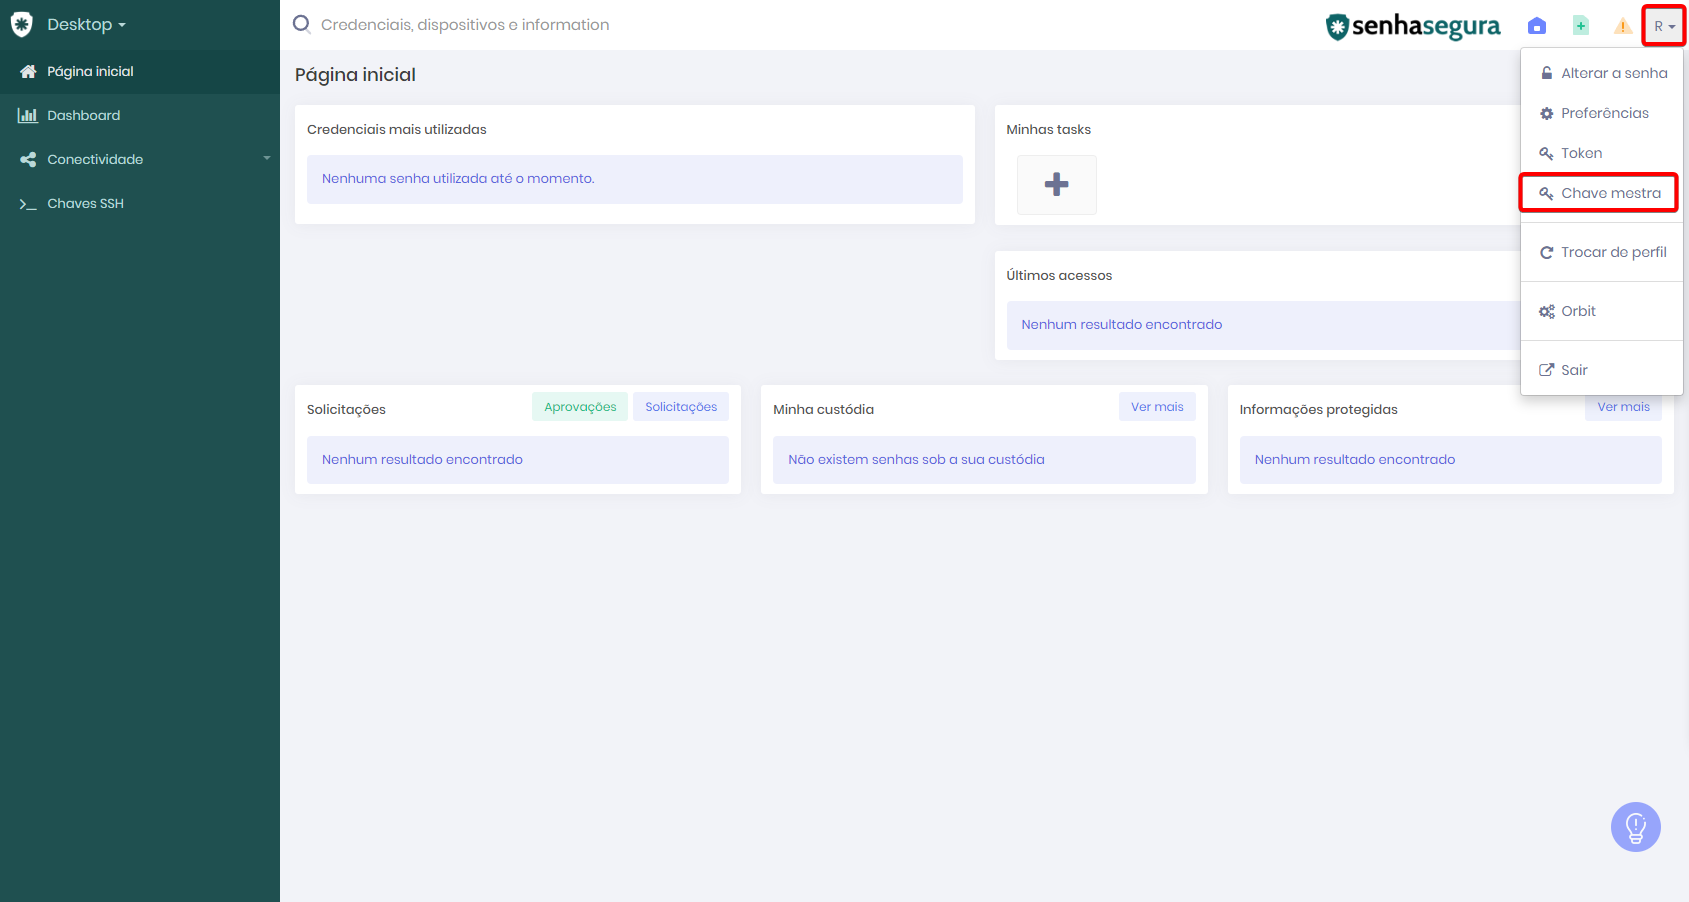 Desktop
Credenciais, dispositivos e information
senhasegura
R
Página inicial
Dashboard
Conectividade
Chaves SSH
Página inicial
Credenciais mais utilizadas
Nenhuma senha utilizada até o momento.
Minhas tasks
Últimos acessos
Nenhum resultado encontrado
Alterar a senha
Preferências
Token
Chave mestra
Trocar de perfil
Orbit
Sair
Solicitações
Aprovações
Solicitações
Nenhum resultado encontrado
Minha custódia
Ver mais
Não existem senhas sob a sua custódia
Informações protegidas
Ver mais
Nenhum resultado encontrado